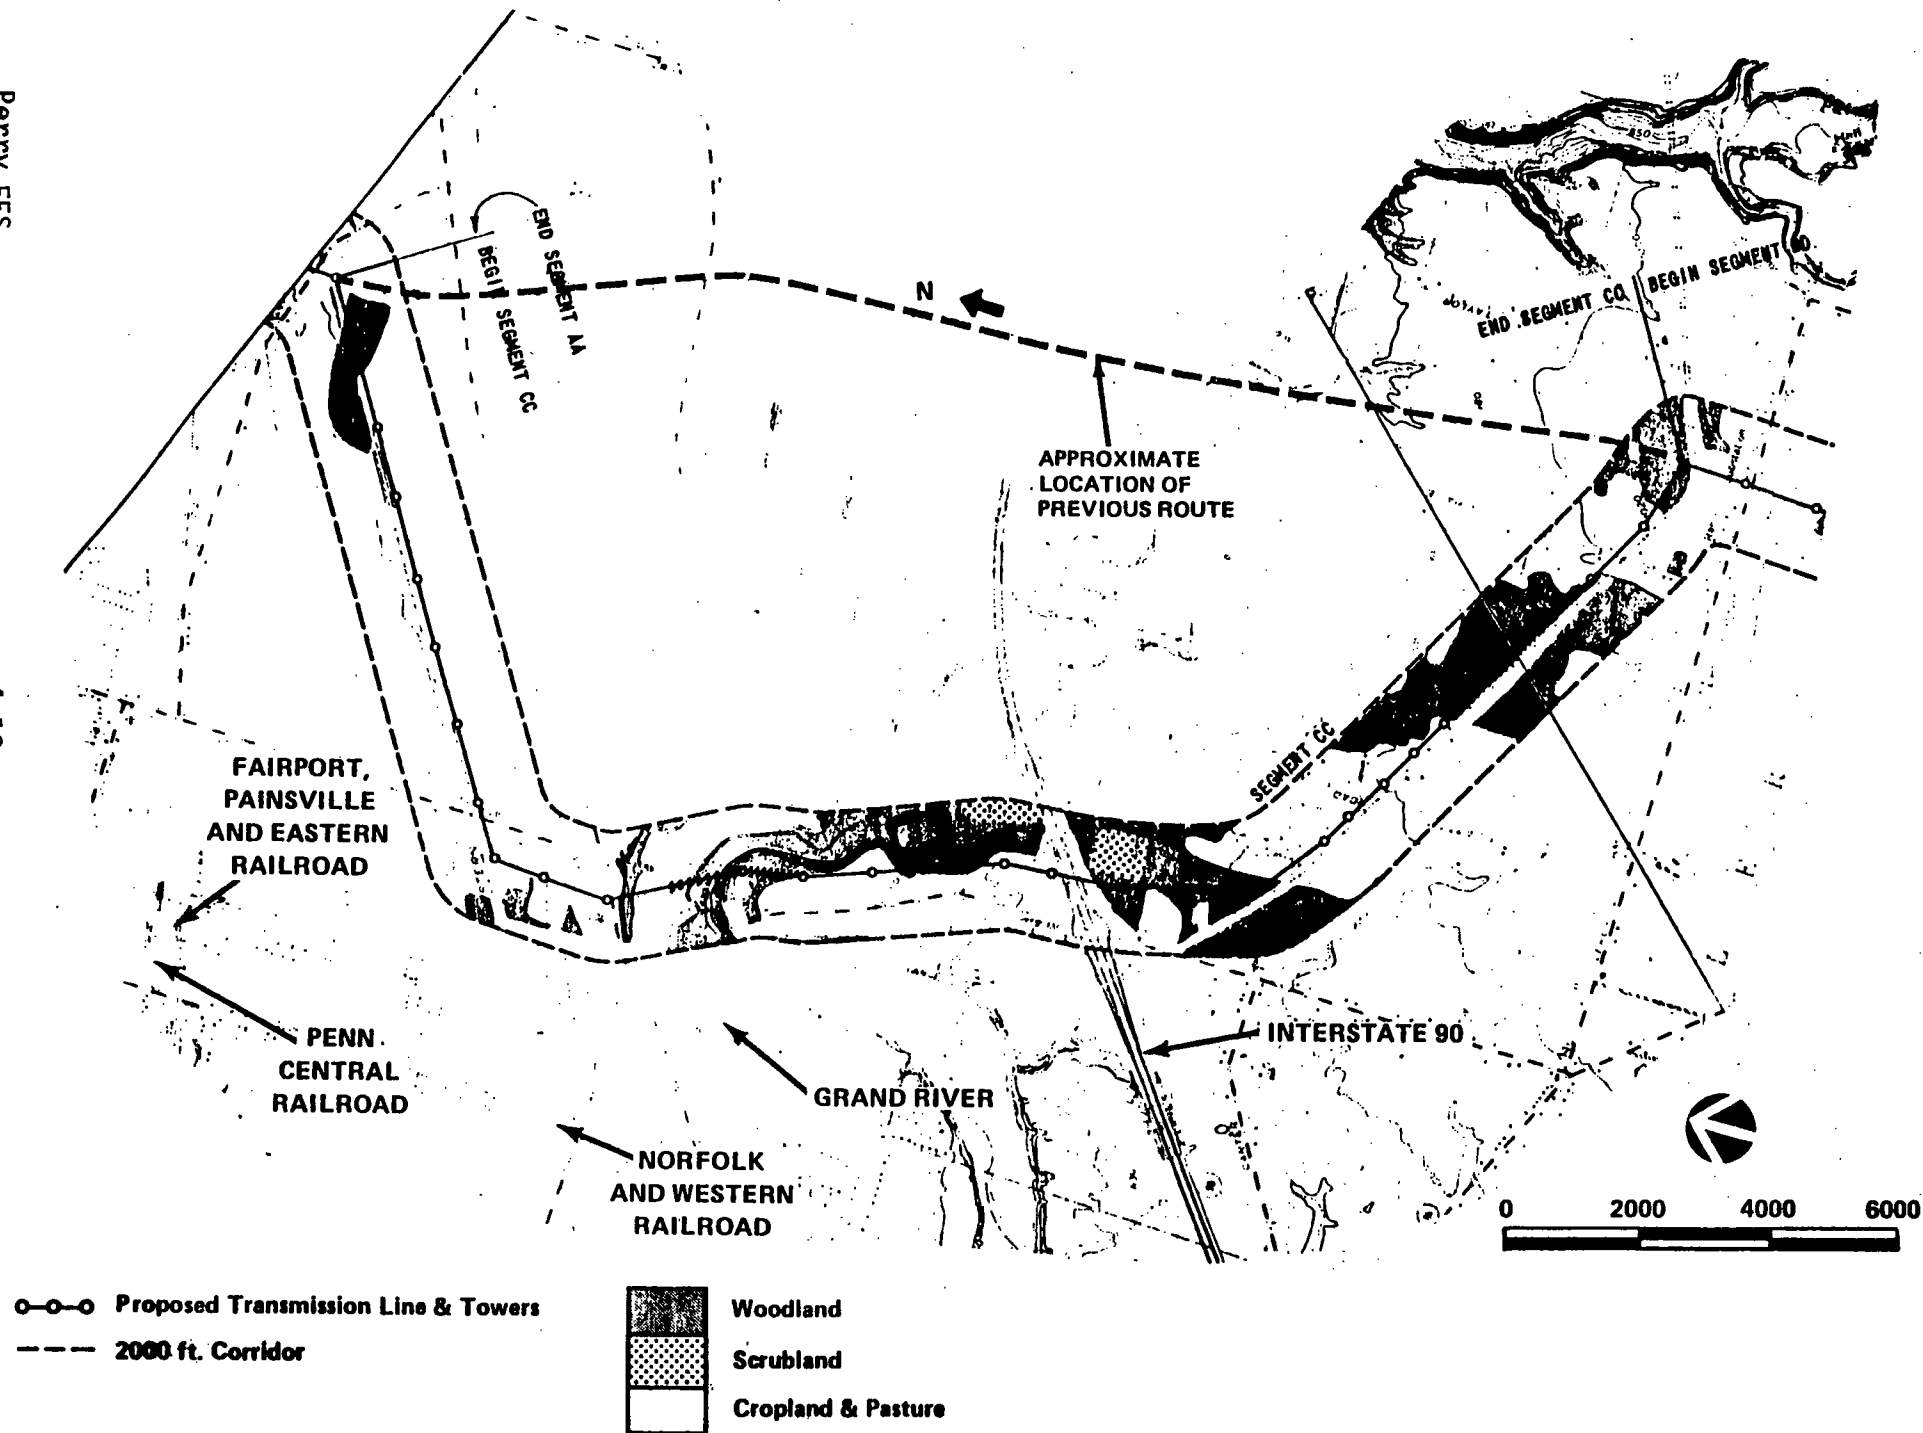 Perry FES
END SEGMENT AA
BEGIN SEGMENT CC
N
APPROXIMATE
LOCATION OF
PREVIOUS ROUTE
850
END SEGMENT CC
BEGIN SEGMENT
SEGMENT CC
ROAD
FAIRPORT,
PAINSVILLE
AND EASTERN
RAILROAD
PENN
CENTRAL
RAILROAD
GRAND RIVER
NORFOLK
AND WESTERN
RAILROAD
INTERSTATE 90
0 2000 4000 6000
Proposed Transmission Line & Towers
2000 ft. Corridor
Woodland
Scrubland
Cropland & Pasture